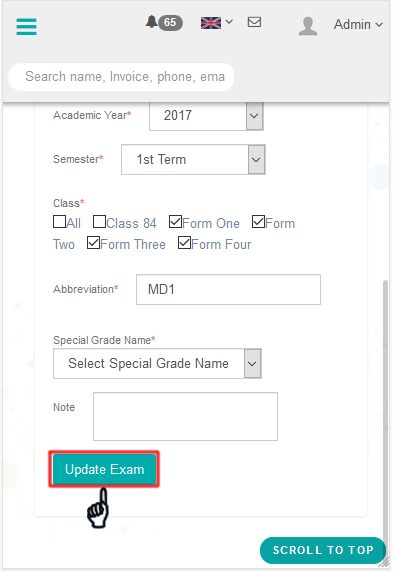 65
Admin
Search name, Invoice, phone, ema
Academic Year* 2017
Semester* 1st Term
Class*
All Class 84 Form One Form
Two Form Three Form Four
Abbreviation* MD1
Special Grade Name*
Select Special Grade Name
Note
Update Exam
SCROLL TO TOP